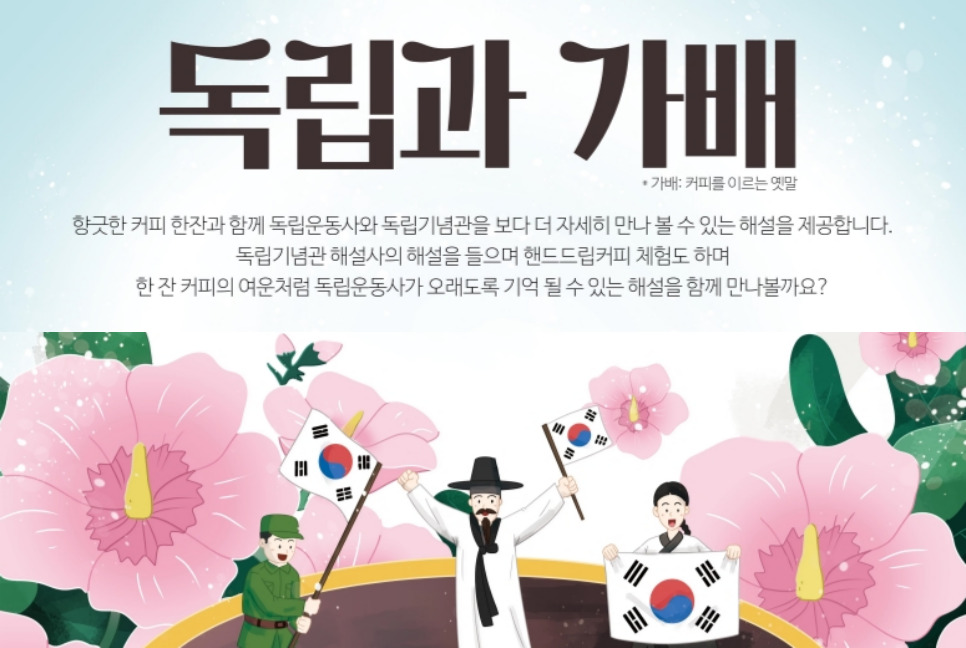 독립과 가배
* 가배: 커피를 이르는 옛말
향긋한 커피 한잔과 함께 독립운동사와 독립기념관을 보다 더 자세히 만나 볼 수 있는 해설을 제공합니다.
독립기념관 해설사의 해설을 들으며 핸드드립커피 체험도 하며
한 잔 커피의 여운처럼 독립운동사가 오래도록 기억 될 수 있는 해설을 함께 만나볼까요?